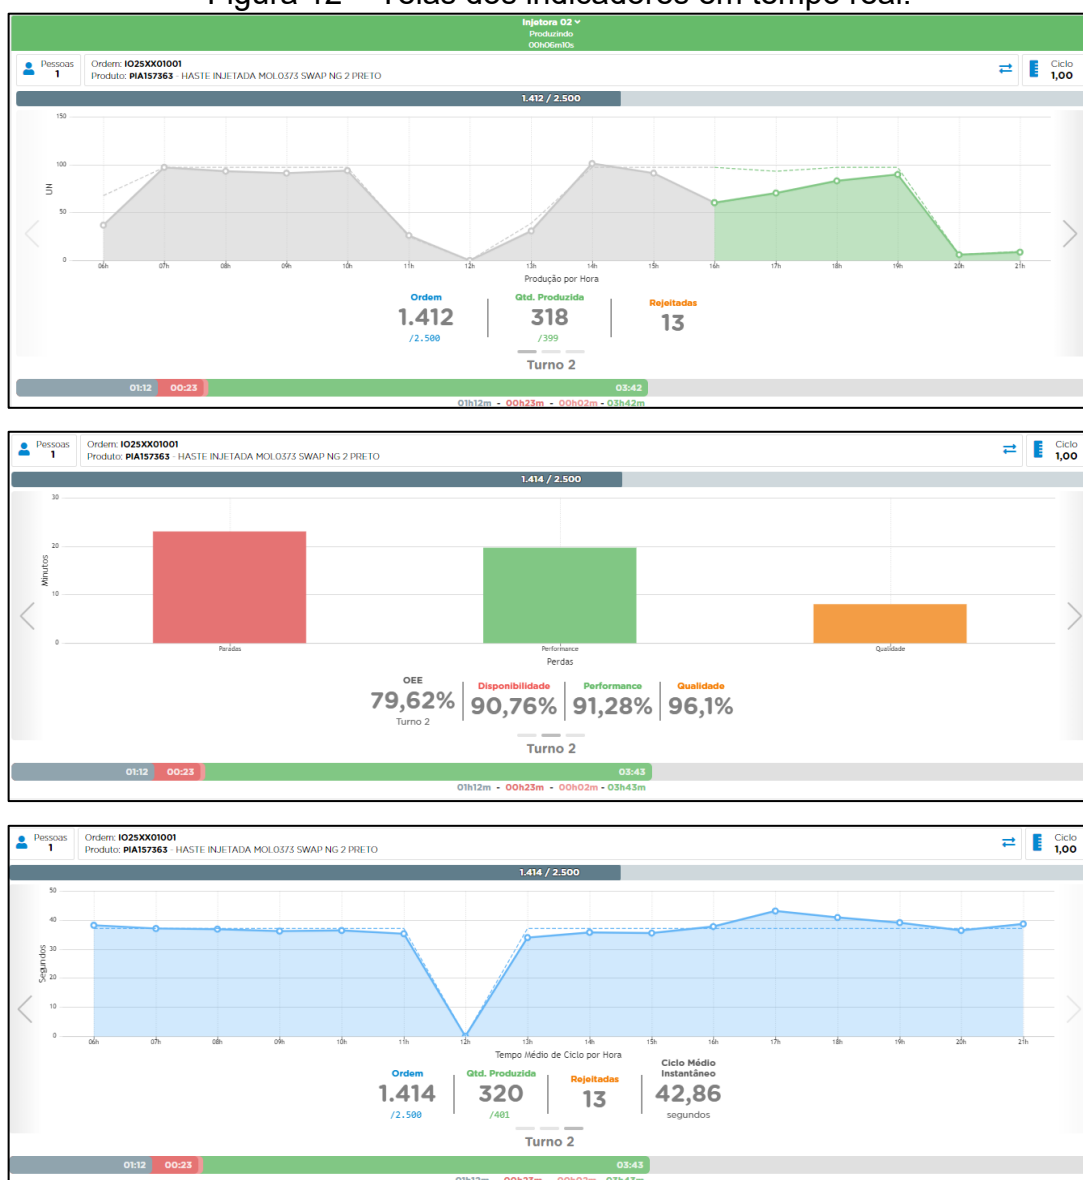 Figura 12 – Telas dos indicadores em tempo real.
Injetora 02
Produzindo
00h06m10s
Pessoas
1
Ordem: IO25XX01001
Produto: PIA157363 - HASTE INJETADA MOL0373 SWAP NG 2 PRETO
Ciclo
1,00
1.412 / 2.500
150
100
50
0
UN
06h 07h 08h 09h 10h 11h 12h 13h 14h 15h 16h 17h 18h 19h 20h 21h
Produção por Hora
Ordem Qtd. Produzida Rejeitadas
1.412 318 13
/2.500 /399
Turno 2
01:12 00:23 03:42
01h12m - 00h23m - 00h02m - 03h42m
Pessoas
1
Ordem: IO25XX01001
Produto: PIA157363 - HASTE INJETADA MOL0373 SWAP NG 2 PRETO
Ciclo
1,00
1.414 / 2.500
30
20
10
0
Minutos
Paradas Performance Qualidade
Perdas
OEE Disponibilidade Performance Qualidade
79,62% 90,76% 91,28% 96,1%
Turno 2
Turno 2
01:12 00:23 03:43
01h12m - 00h23m - 00h02m - 03h43m
Pessoas
1
Ordem: IO25XX01001
Produto: PIA157363 - HASTE INJETADA MOL0373 SWAP NG 2 PRETO
Ciclo
1,00
1.414 / 2.500
50
40
30
20
10
0
Segundos
06h 07h 08h 09h 10h 11h 12h 13h 14h 15h 16h 17h 18h 19h 20h 21h
Tempo Médio de Ciclo por Hora
Ordem Qtd. Produzida Rejeitadas Ciclo Médio Instantâneo
1.414 320 13 42,86
/2.500 /401 segundos
Turno 2
01:12 00:23 03:43
01h12m - 00h23m - 00h02m - 03h43m